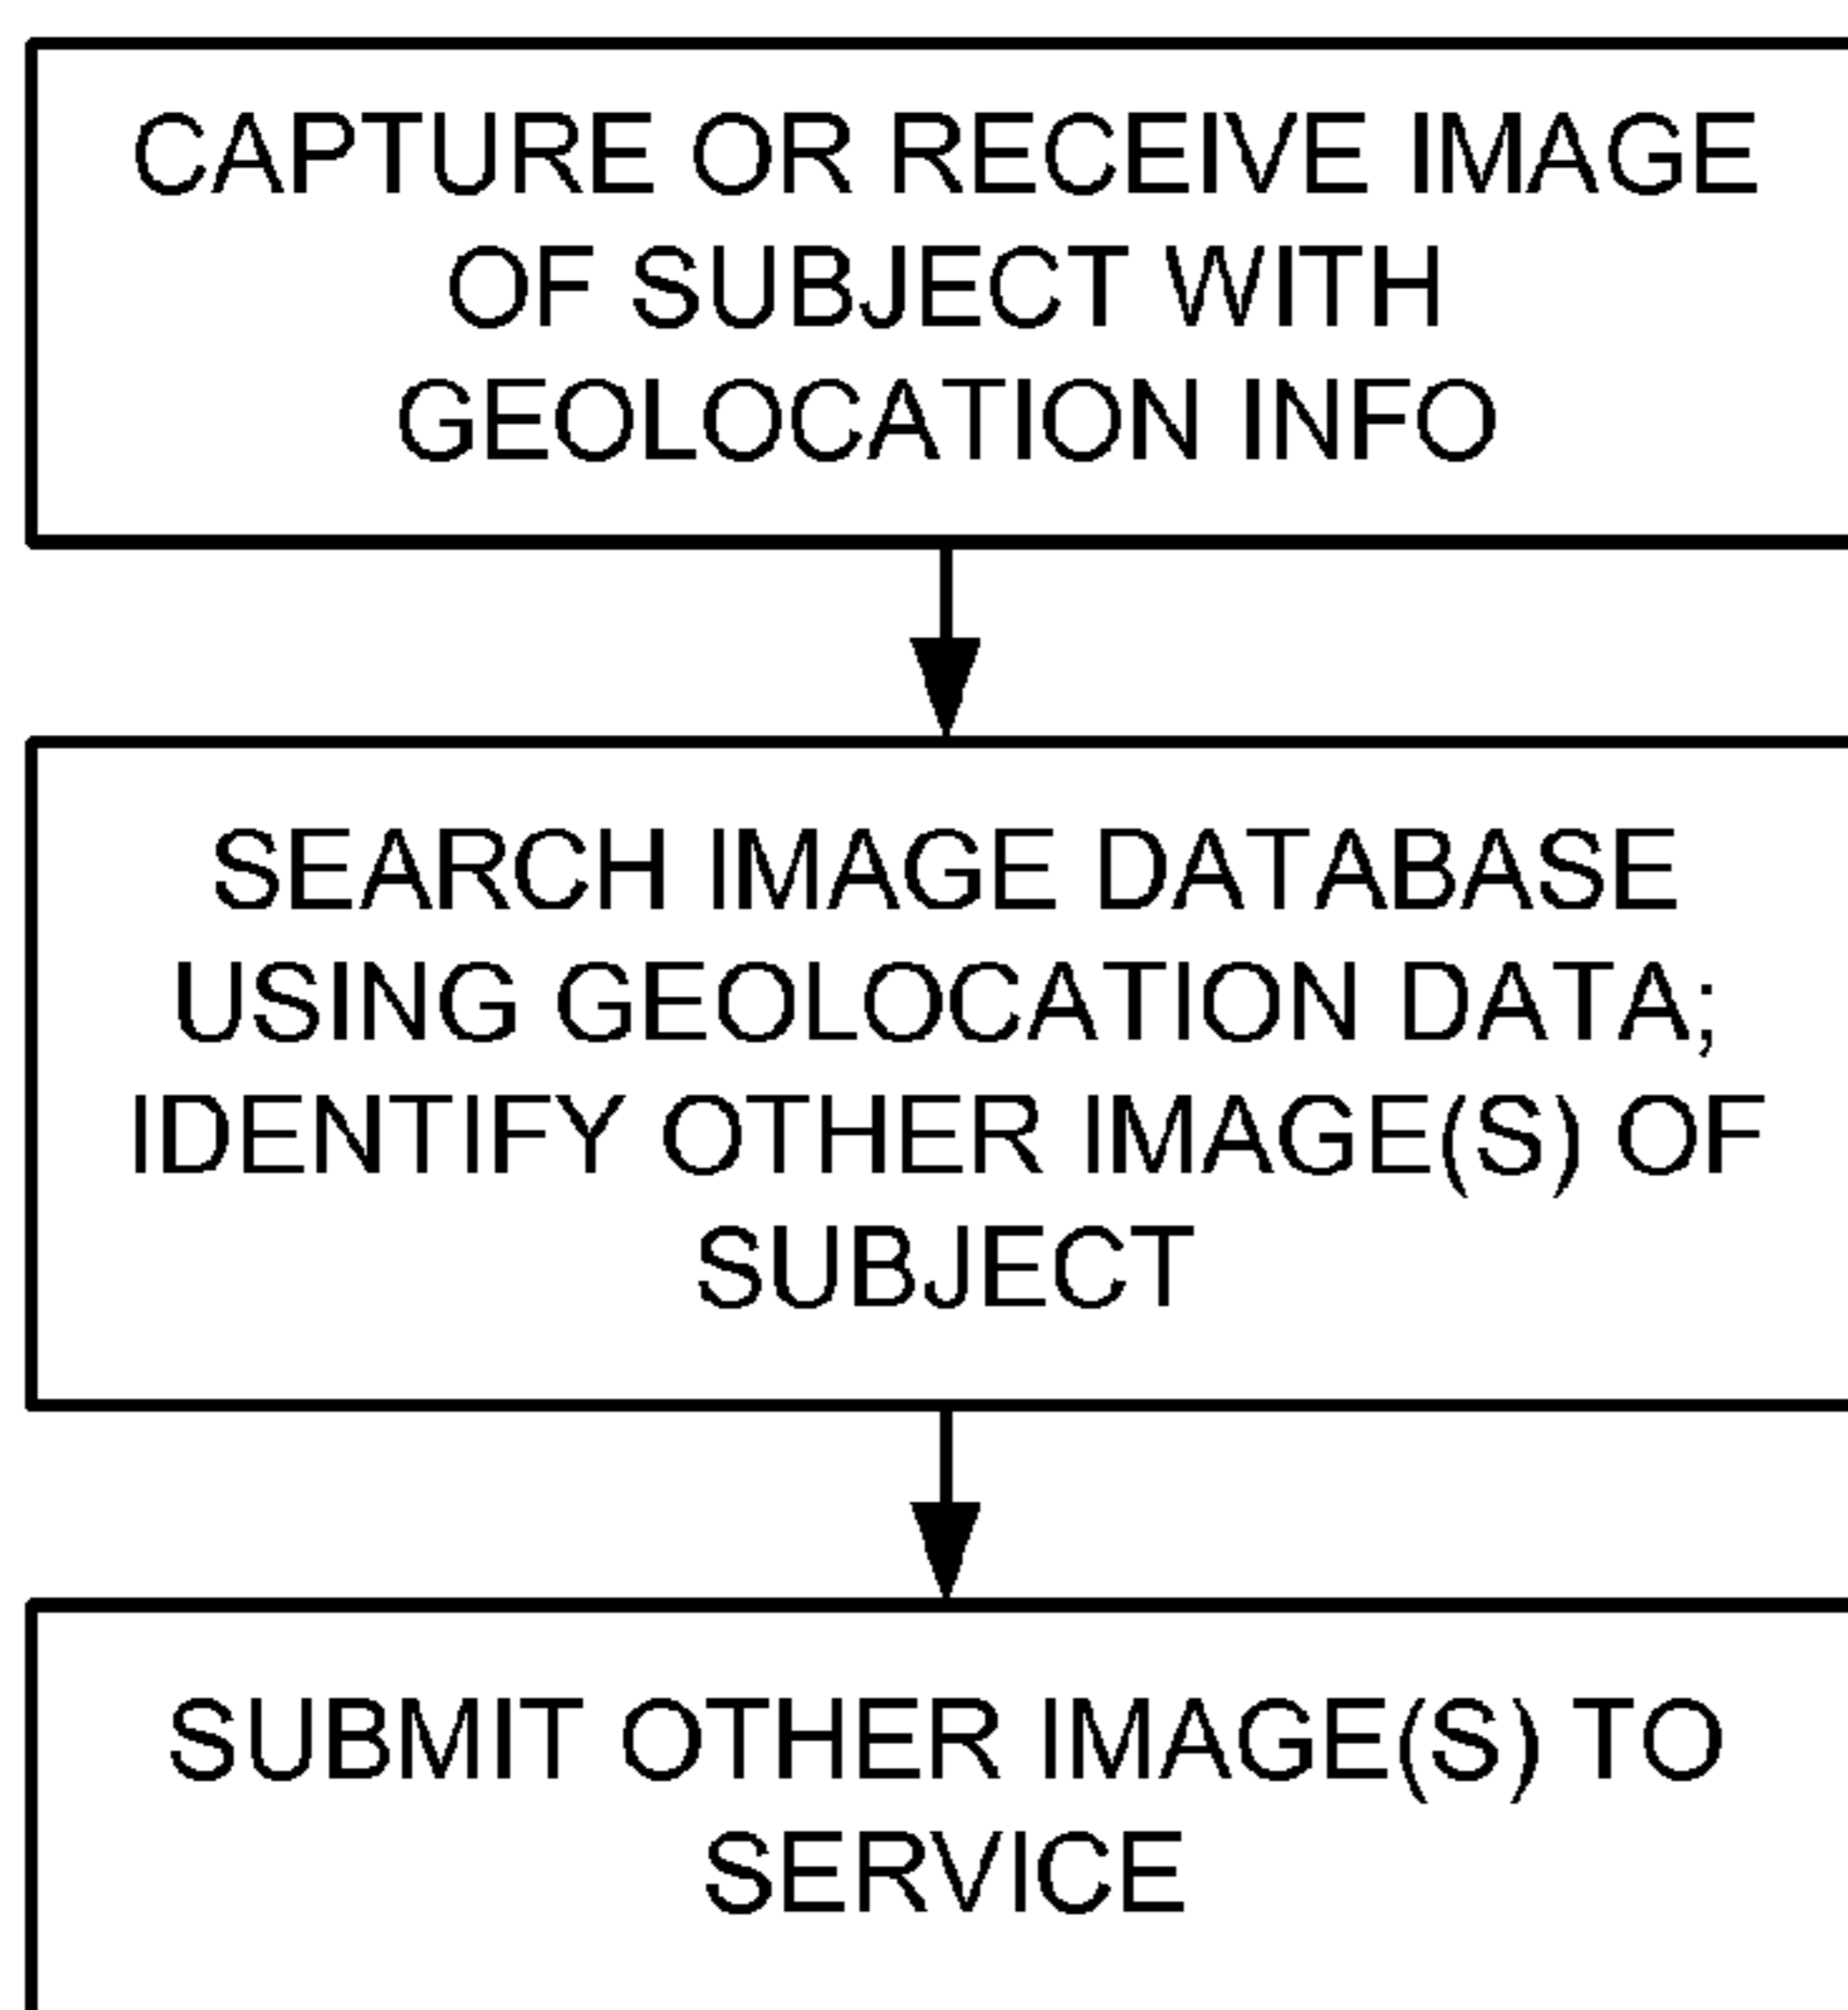 CAPTURE OR RECEIVE IMAGE
OF SUBJECT WITH
GEOLOCATION INFO
SEARCH IMAGE DATABASE
USING GEOLOCATION DATA;
IDENTIFY OTHER IMAGE(S) OF
SUBJECT
SUBMIT OTHER IMAGE(S) TO
SERVICE